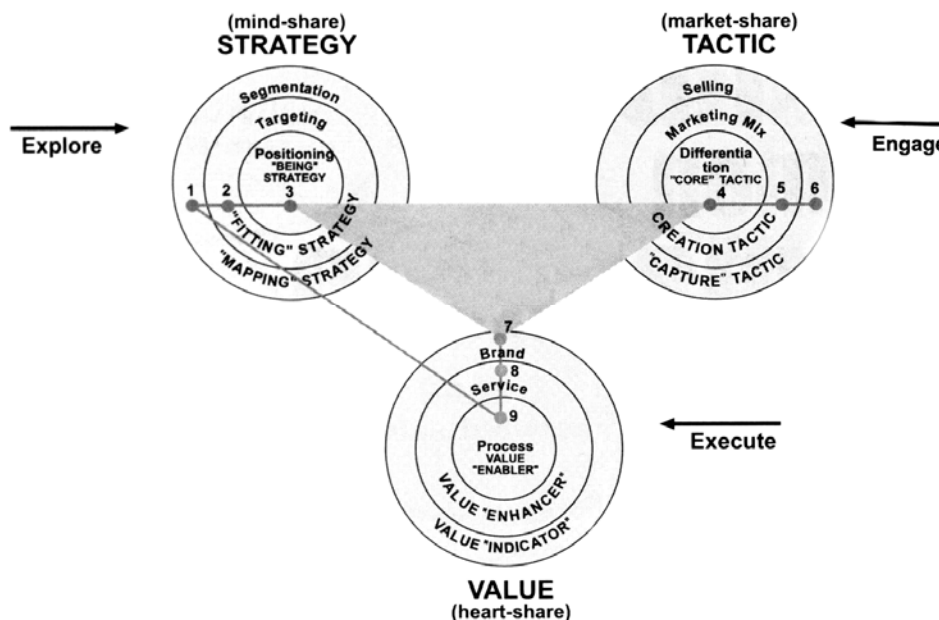 (mind-share)
STRATEGY
(market-share)
TACTIC
Explore
Engage
Segmentation
Targeting
Positioning
"BEING"
STRATEGY
1
2
3
"FITTING" STRATEGY
"MAPPING" STRATEGY
Selling
Marketing Mix
Differentia
tion
"CORE" TACTIC
4
5
6
CREATION TACTIC
"CAPTURE" TACTIC
7
Brand
8
Service
9
Process
VALUE
"ENABLER"
VALUE "ENHANCER"
VALUE "INDICATOR"
Execute
VALUE
(heart-share)